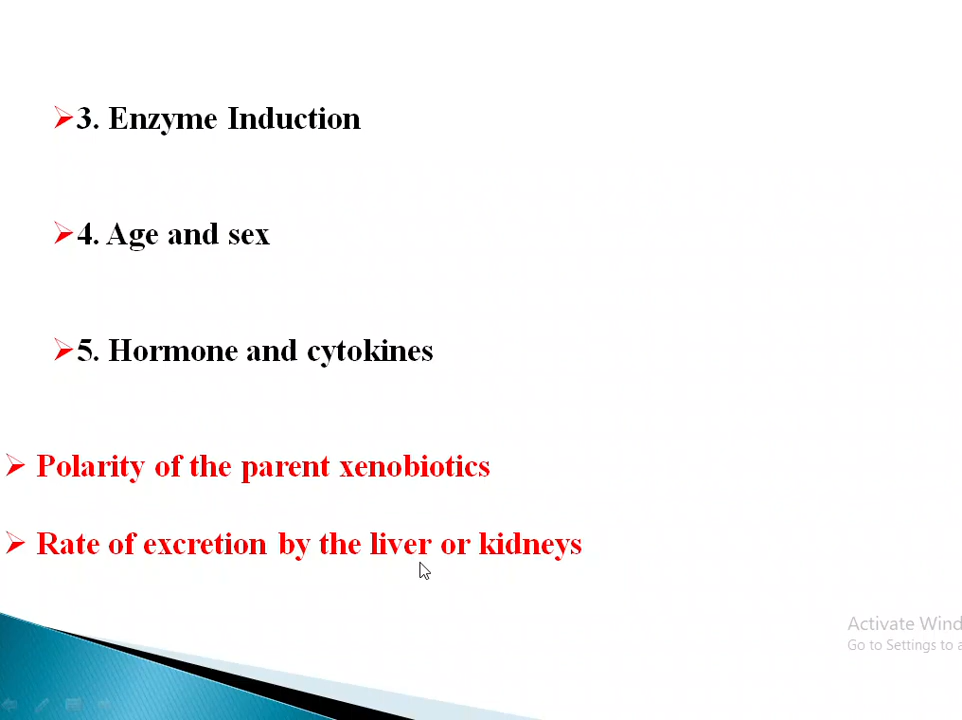 3. Enzyme Induction
4. Age and sex
5. Hormone and cytokines
Polarity of the parent xenobiotics
Rate of excretion by the liver or kidneys
Activate Wind
Go to Settings to a